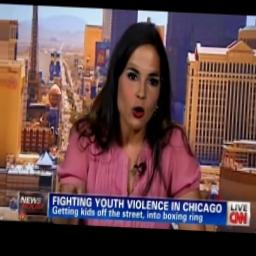 FIGHTING YOUTH VIOLENCE IN CHICAGO
Getting kids off the street, into boxing ring
NEWS
LIVE
CNN